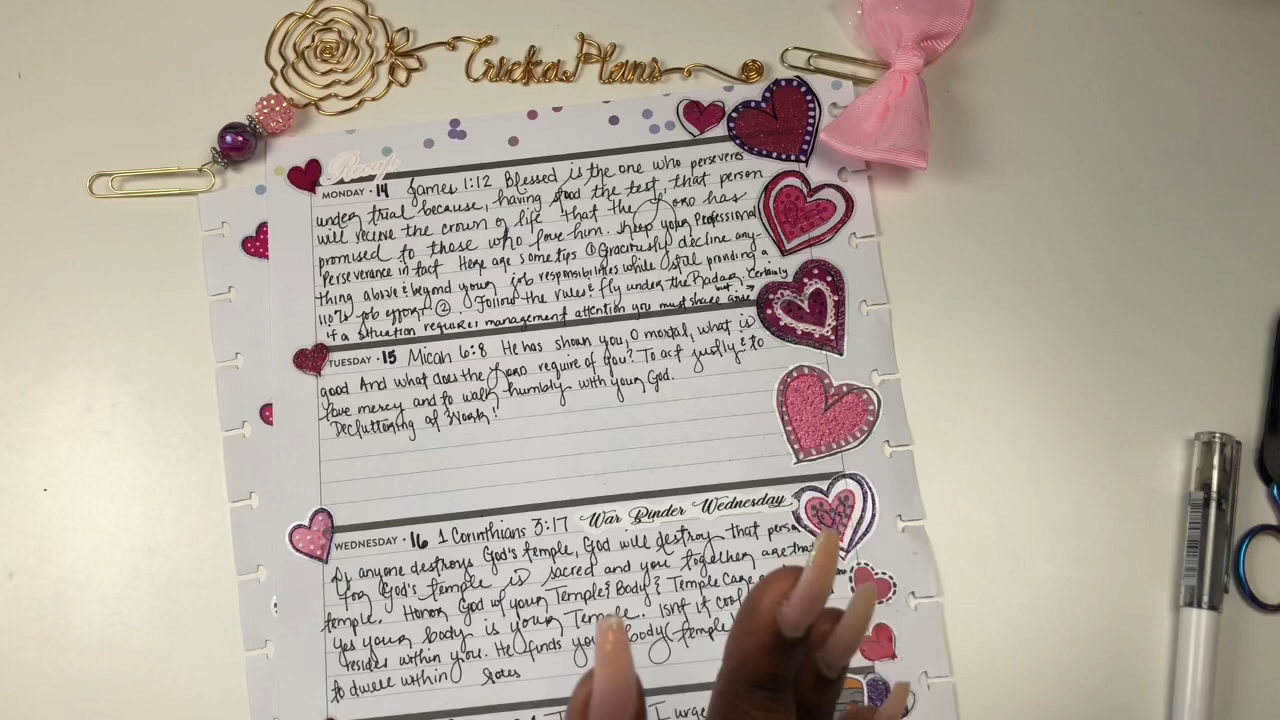 TrickaPlans
Recap
MONDAY · 14 James 1:12 Blessed is the one who perseveres
under trial because, having stood the test, that person
will receive the crown of life that the Lord has
promised to those who love him. Keep your Professional
Perseverance in fact Here are some tips ① Graciously decline any-
thing above & beyond your job responsibilities while still providing a
110% job effort ② Follow the rules & fly under the Radar. Certainly
but, →
if a situation requires management attention you must share
TUESDAY · 15 Micah 6:8 He has shown you, O mortal, what is
good And what does the Lord require of you? To act justly & to
love mercy and to walk humbly with your God.
Decluttering at Work!
War Binder Wednesday
WEDNESDAY · 16 1 Corinthians 3:17
If anyone destroys God's temple, God will destroy that person
for God's temple is sacred and you together are that
temple. Honor God w/ your Temple & Body & Temple Care
Yes your body is your Temple. Isn't it cool
resides within you. He finds your body (temple)
to dwell within
I urge